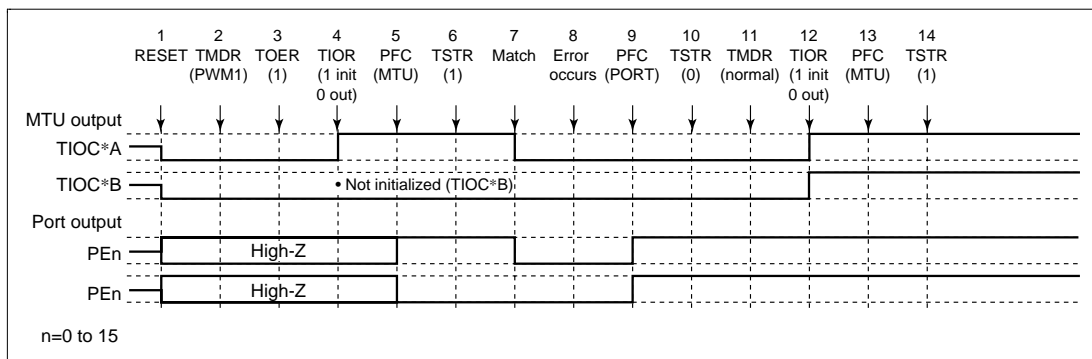 1 2 3 4 5 6 7 8 9 10 11 12 13 14
RESET TMDR TOER TIOR PFC TSTR Match Error PFC TSTR TMDR TIOR PFC TSTR
(PWM1) (1) (1 init (MTU) (1) occurs (PORT) (0) (normal) (1 init (MTU) (1)
0 out) 0 out)
MTU output
TIOC*A
TIOC*B • Not initialized (TIOC*B)
Port output
PEn High-Z
PEn High-Z
n=0 to 15